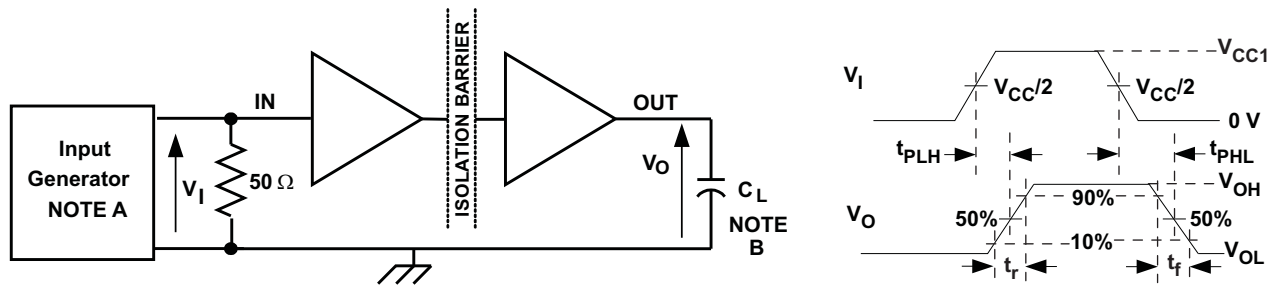 Input
Generator
NOTE A
V_I
50 Ω
IN
ISOLATION BARRIER
OUT
V_O
C_L
NOTE
B
V_I
V_CC/2
V_CC/2
V_CC1
0 V
t_PLH
t_PHL
V_O
50%
90%
10%
50%
V_OH
V_OL
t_r
t_f